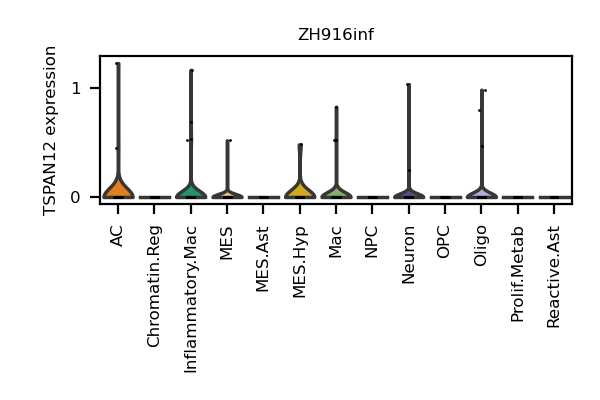 ZH916inf
TSPAN12 expression
1
0
AC
Chromatin.Reg
Inflammatory.Mac
MES
MES.Ast
MES.Hyp
Mac
NPC
Neuron
OPC
Oligo
Prolif.Metab
Reactive.Ast